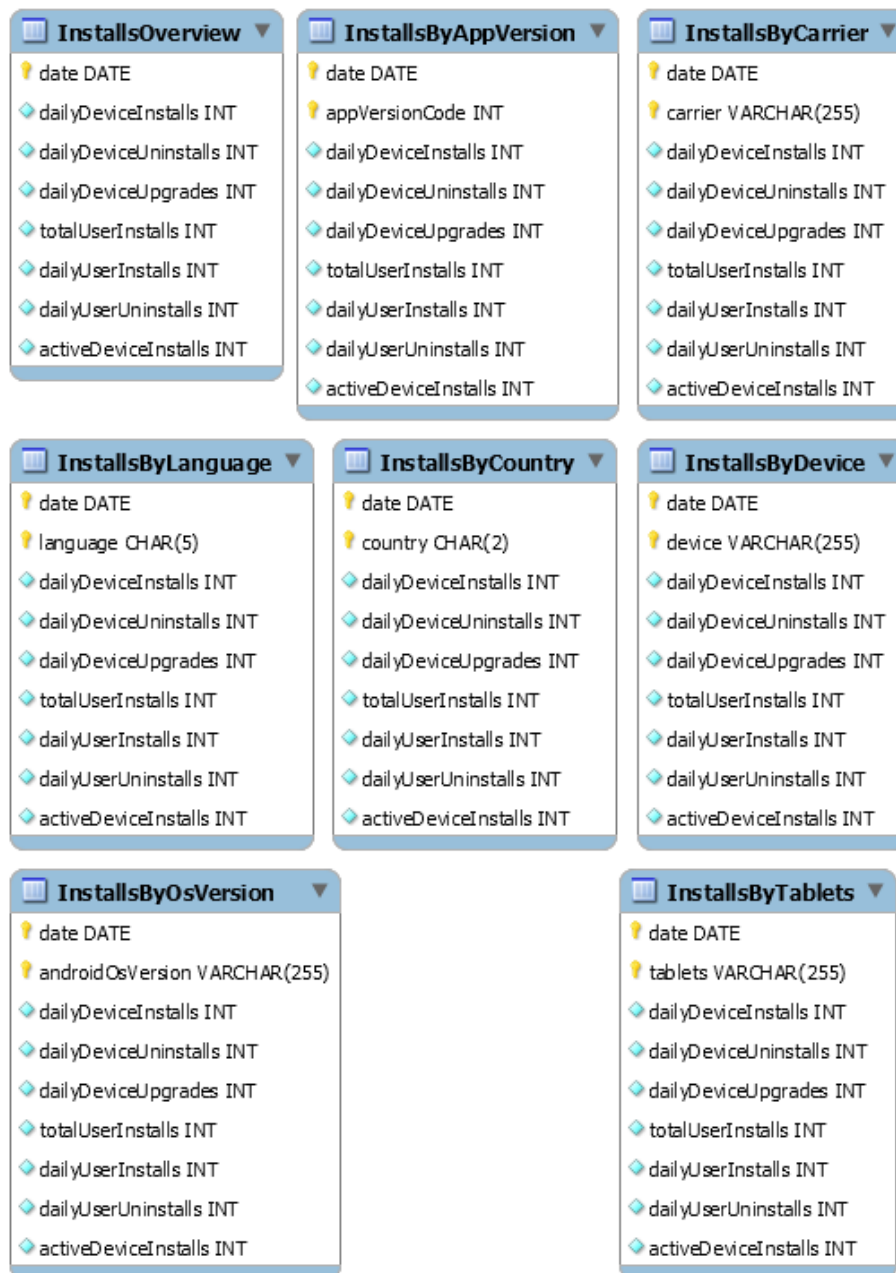 InstallsOverview
date DATE
dailyDeviceInstalls INT
dailyDeviceUninstalls INT
dailyDeviceUpgrades INT
totalUserInstalls INT
dailyUserInstalls INT
dailyUserUninstalls INT
activeDeviceInstalls INT
InstallsByAppVersion
date DATE
appVersionCode INT
dailyDeviceInstalls INT
dailyDeviceUninstalls INT
dailyDeviceUpgrades INT
totalUserInstalls INT
dailyUserInstalls INT
dailyUserUninstalls INT
activeDeviceInstalls INT
InstallsByCarrier
date DATE
carrier VARCHAR(255)
dailyDeviceInstalls INT
dailyDeviceUninstalls INT
dailyDeviceUpgrades INT
totalUserInstalls INT
dailyUserInstalls INT
dailyUserUninstalls INT
activeDeviceInstalls INT
InstallsByLanguage
date DATE
language CHAR(5)
dailyDeviceInstalls INT
dailyDeviceUninstalls INT
dailyDeviceUpgrades INT
totalUserInstalls INT
dailyUserInstalls INT
dailyUserUninstalls INT
activeDeviceInstalls INT
InstallsByCountry
date DATE
country CHAR(2)
dailyDeviceInstalls INT
dailyDeviceUninstalls INT
dailyDeviceUpgrades INT
totalUserInstalls INT
dailyUserInstalls INT
dailyUserUninstalls INT
activeDeviceInstalls INT
InstallsByDevice
date DATE
device VARCHAR(255)
dailyDeviceInstalls INT
dailyDeviceUninstalls INT
dailyDeviceUpgrades INT
totalUserInstalls INT
dailyUserInstalls INT
dailyUserUninstalls INT
activeDeviceInstalls INT
InstallsByOsVersion
date DATE
androidOsVersion VARCHAR(255)
dailyDeviceInstalls INT
dailyDeviceUninstalls INT
dailyDeviceUpgrades INT
totalUserInstalls INT
dailyUserInstalls INT
dailyUserUninstalls INT
activeDeviceInstalls INT
InstallsByTablets
date DATE
tablets VARCHAR(255)
dailyDeviceInstalls INT
dailyDeviceUninstalls INT
dailyDeviceUpgrades INT
totalUserInstalls INT
dailyUserInstalls INT
dailyUserUninstalls INT
activeDeviceInstalls INT